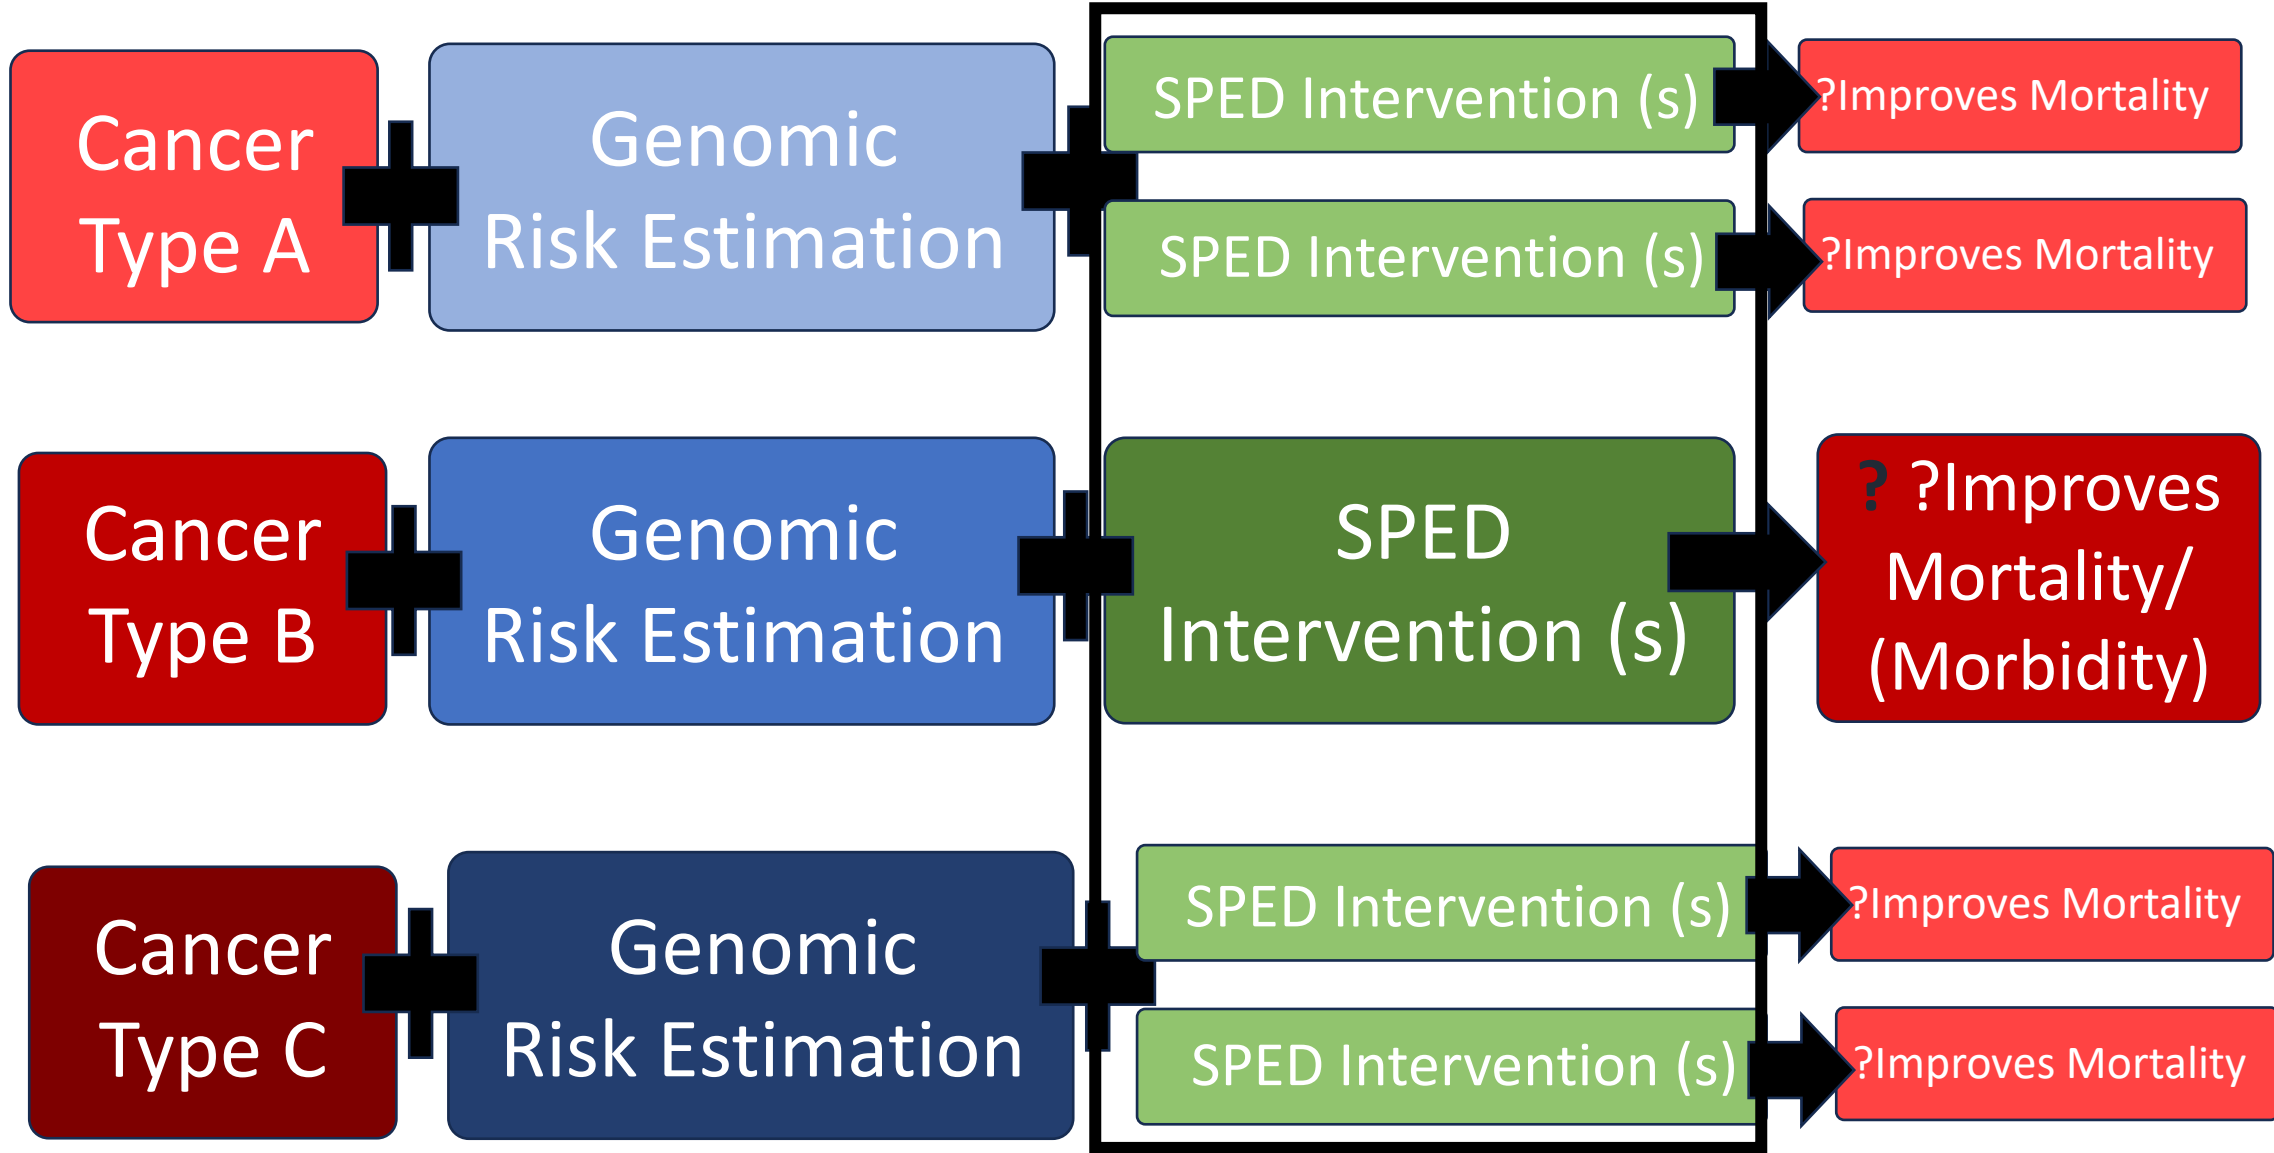 Cancer
Type A
Genomic
Risk Estimation
SPED Intervention (s)
?Improves Mortality
SPED Intervention (s)
?Improves Mortality
Cancer
Type B
Genomic
Risk Estimation
SPED
Intervention (s)
? ?Improves
Mortality/
(Morbidity)
Cancer
Type C
Genomic
Risk Estimation
SPED Intervention (s)
?Improves Mortality
SPED Intervention (s)
?Improves Mortality